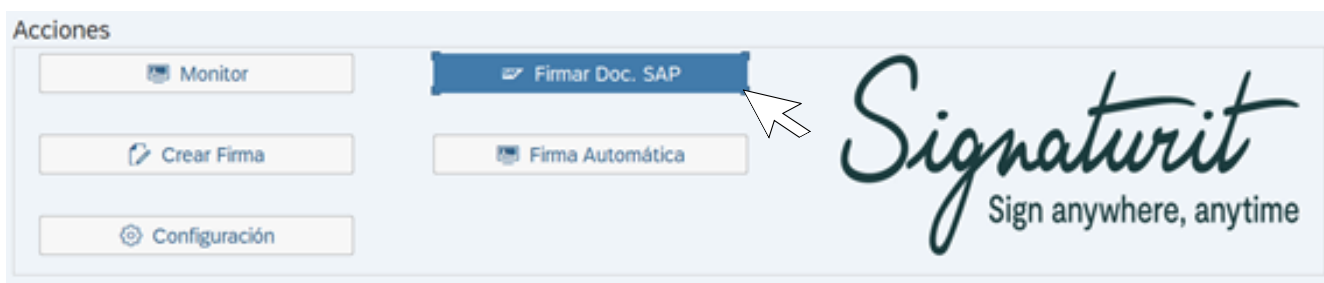 Acciones
Monitor
Firmar Doc. SAP
Crear Firma
Firma Automática
Configuración
Signaturit
Sign anywhere, anytime